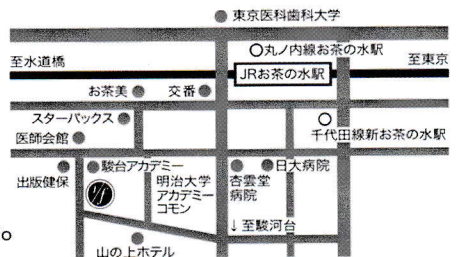 東京医科歯科大学
丸ノ内線お茶の水駅
至水道橋
至東京
JRお茶の水駅
お茶美
交番
スターバックス
千代田線新お茶の水駅
医師会館
駿台アカデミー
日大病院
出版健保
明治大学
アカデミー
コモン
杏雲堂
病院
↓至駿河台
山の上ホテル